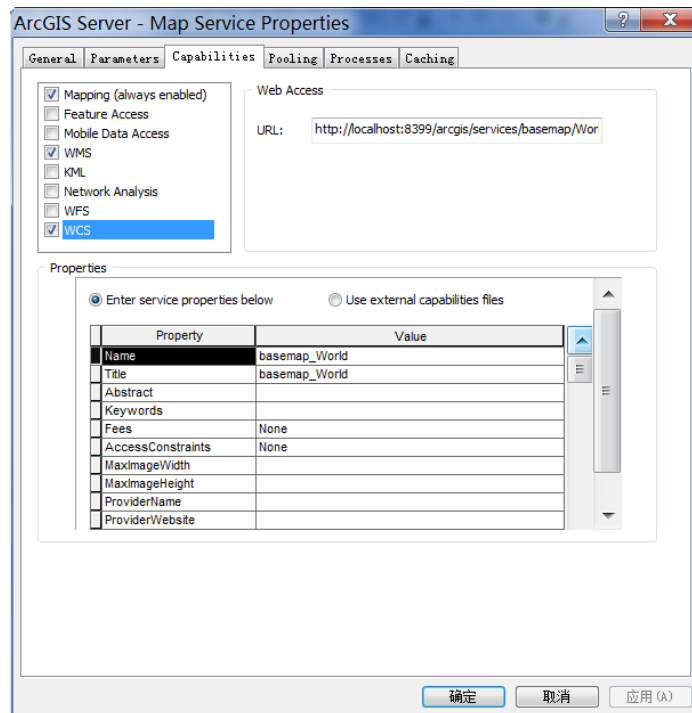 ArcGIS Server - Map Service Properties
General Parameters Capabilities Pooling Processes Caching
Mapping (always enabled)
Feature Access
Mobile Data Access
WMS
KML
Network Analysis
WFS
WCS
Web Access
URL: http://localhost:8399/arcgis/services/basemap/Worl
Properties
Enter service properties below Use external capabilities files
Property Value
Name basemap_World
Title basemap_World
Abstract
Keywords
Fees None
AccessConstraints None
MaxImageWidth
MaxImageHeight
ProviderName
ProviderWebsite
确定 取消 应用(A)